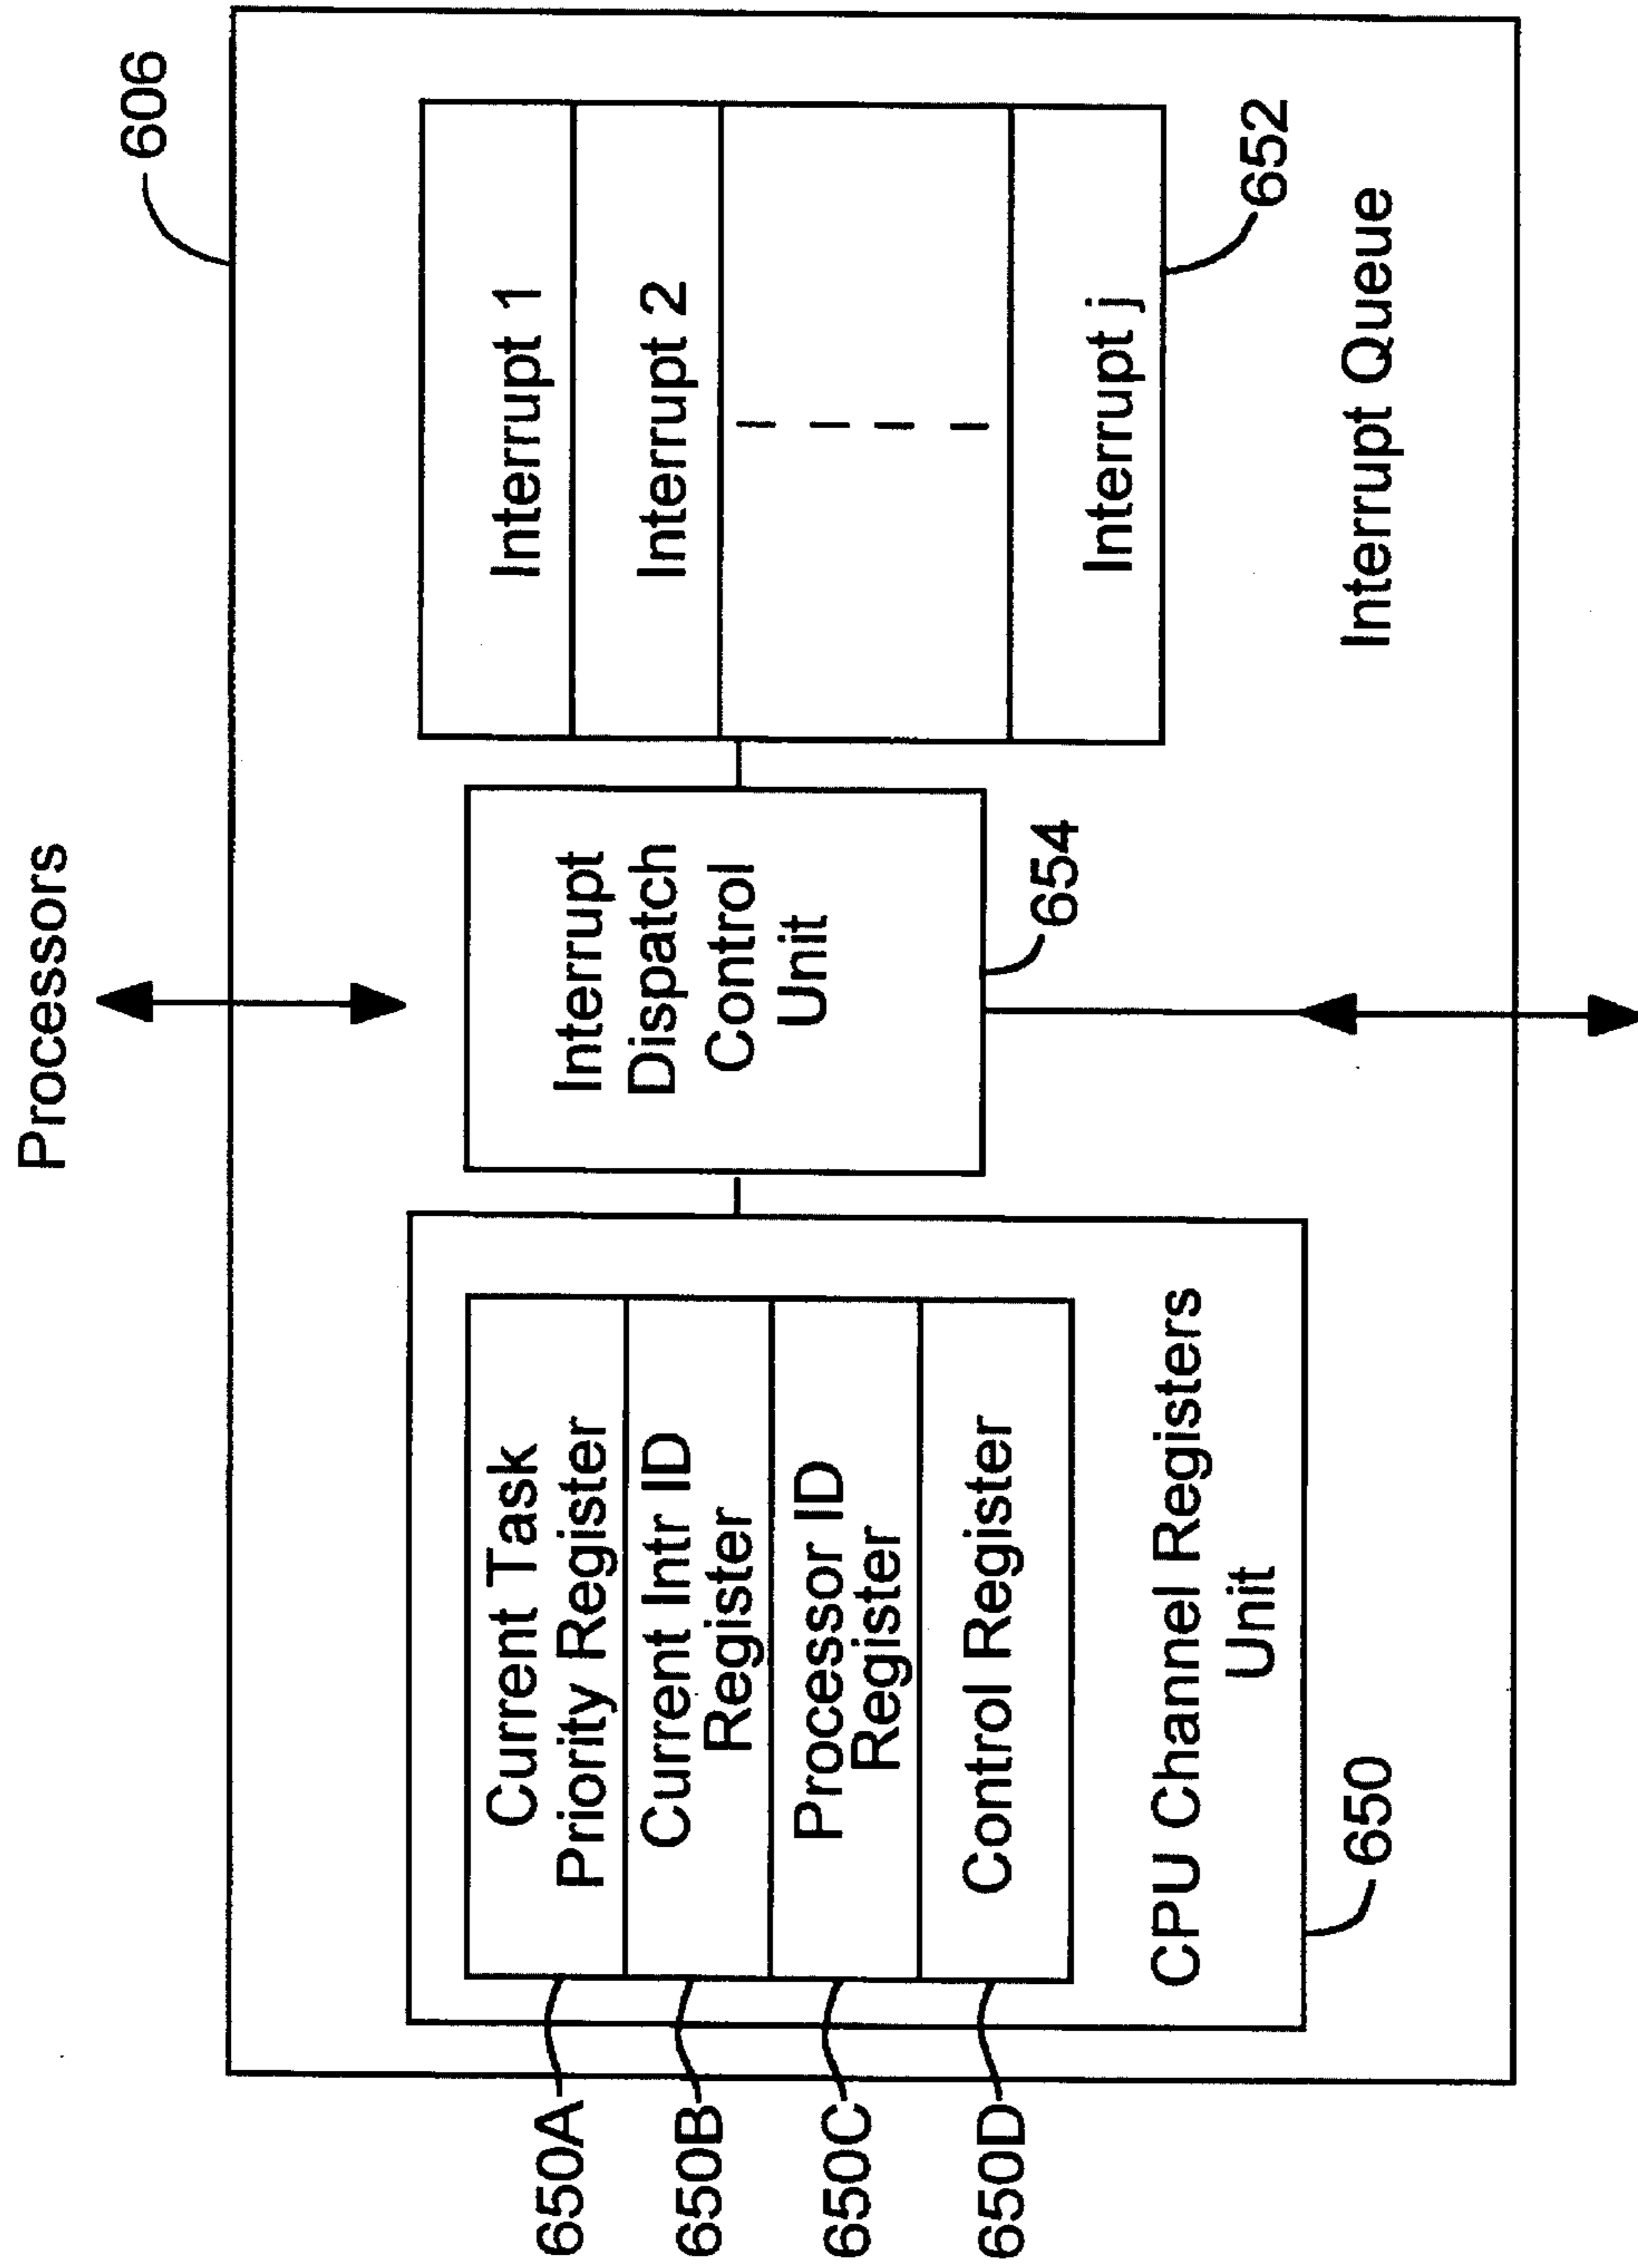 Processors
606
650A
650B
650C
650D
Current Task
Priority Register
Current Intr ID
Register
Processor ID
Register
Control Register
CPU Channel Registers
Unit
650
Interrupt
Dispatch
Control
Unit
654
Interrupt 1
Interrupt 2
Interrupt j
652
Interrupt Queue